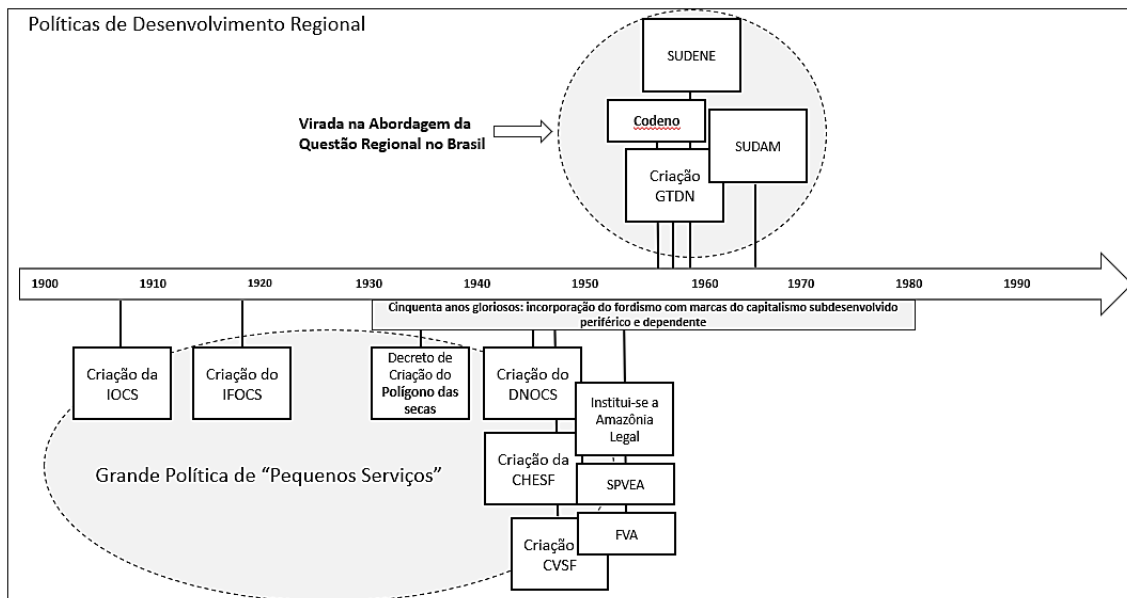 Políticas de Desenvolvimento Regional
SUDENE
Codeno
Virada na Abordagem da
Questão Regional no Brasil
SUDAM
Criação
GTDN
1900 1910 1920 1930 1940 1950 1960 1970 1980 1990
Cinquenta anos gloriosos: incorporação do fordismo com marcas do capitalismo subdesenvolvido
periférico e dependente
Criação da
IOCS
Criação do
IFOCS
Decreto de
Criação do
Polígono das
secas
Criação do
DNOCS
Institui-se a
Amazônia
Legal
Grande Política de “Pequenos Serviços”
Criação da
CHESF
SPVEA
FVA
Criação
CVSF